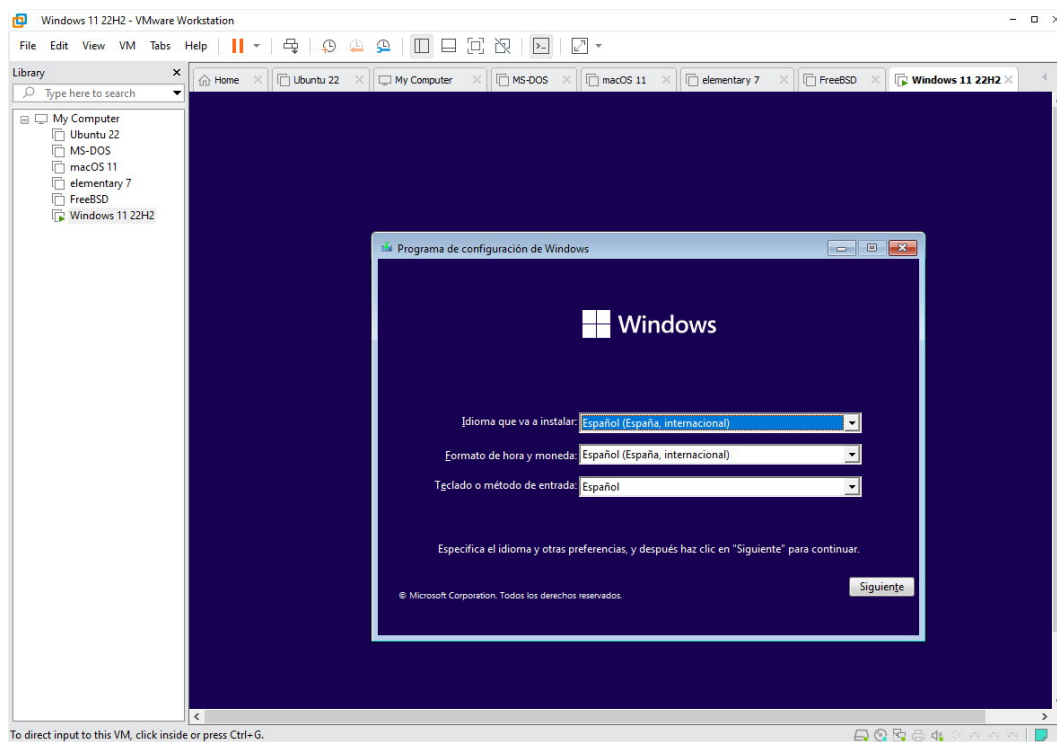 Windows 11 22H2 - VMware Workstation
File Edit View VM Tabs Help
Library
Type here to search
Home
Ubuntu 22
My Computer
MS-DOS
macOS 11
elementary 7
FreeBSD
Windows 11 22H2
My Computer
Ubuntu 22
MS-DOS
macOS 11
elementary 7
FreeBSD
Windows 11 22H2
Programa de configuración de Windows
Windows
Idioma que va a instalar: Español (España, internacional)
Formato de hora y moneda: Español (España, internacional)
Teclado o método de entrada: Español
Especifica el idioma y otras preferencias, y después haz clic en "Siguiente" para continuar.
Siguiente
© Microsoft Corporation. Todos los derechos reservados.
To direct input to this VM, click inside or press Ctrl+G.